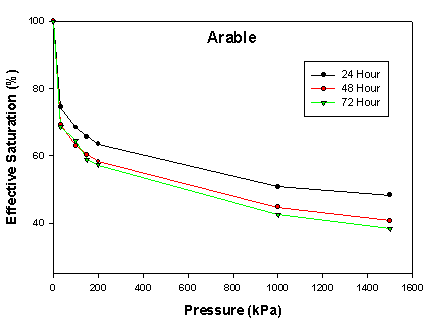 Arable
100
80
60
40
24 Hour
48 Hour
72 Hour
Effective Saturation (%)
0 200 400 600 800 1000 1200 1400 1600
Pressure (kPa)